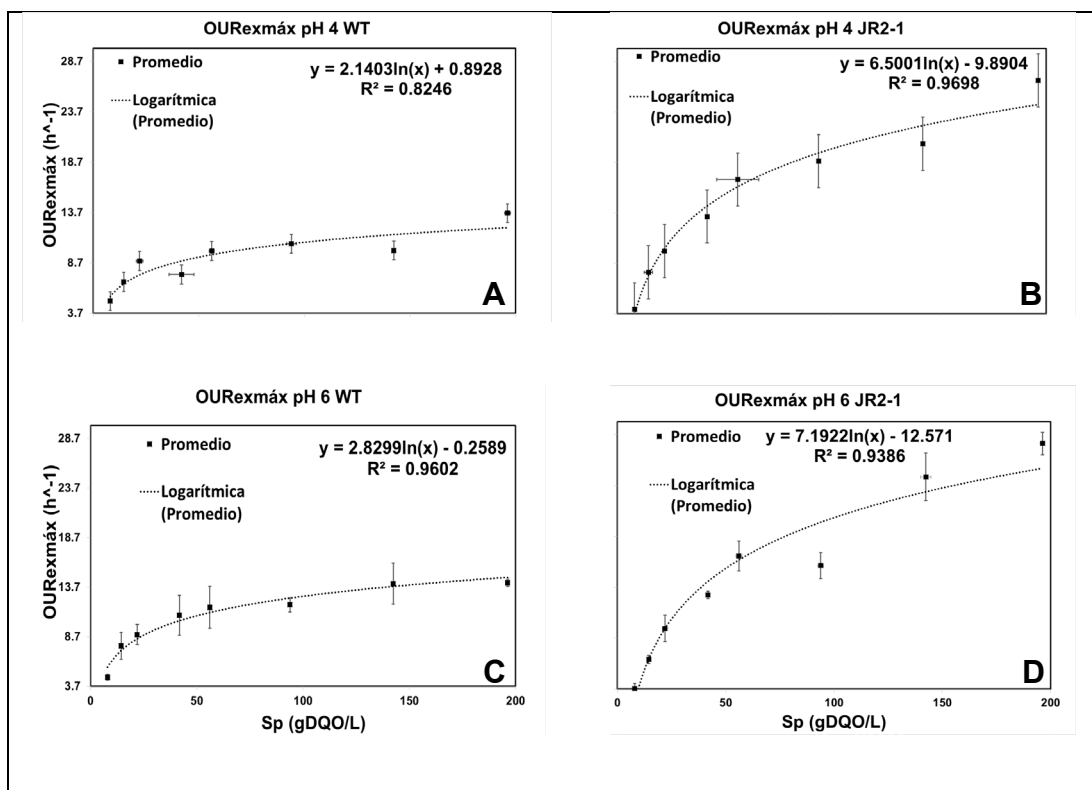 OURexmáx pH 4 WT
28.7
23.7
18.7
13.7
8.7
3.7
OURexmáx (h^-1)
Promedio
Logarítmica
(Promedio)
y = 2.1403ln(x) + 0.8928
R² = 0.8246
A
OURexmáx pH 4 JR2-1
Promedio
Logarítmica
(Promedio)
y = 6.5001ln(x) - 9.8904
R² = 0.9698
B
OURexmáx pH 6 WT
28.7
23.7
18.7
13.7
8.7
3.7
OURexmáx (h^-1)
Promedio
Logarítmica
(Promedio)
y = 2.8299ln(x) - 0.2589
R² = 0.9602
C
0 50 100 150 200
Sp (gDQO/L)
OURexmáx pH 6 JR2-1
Promedio
Logarítmica
(Promedio)
y = 7.1922ln(x) - 12.571
R² = 0.9386
D
0 50 100 150 200
Sp (gDQO/L)